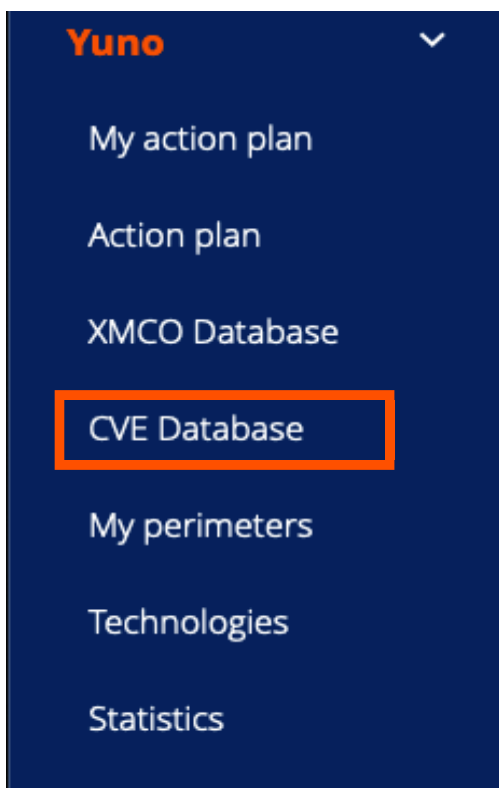 Yuno
My action plan
Action plan
XMCO Database
CVE Database
My perimeters
Technologies
Statistics